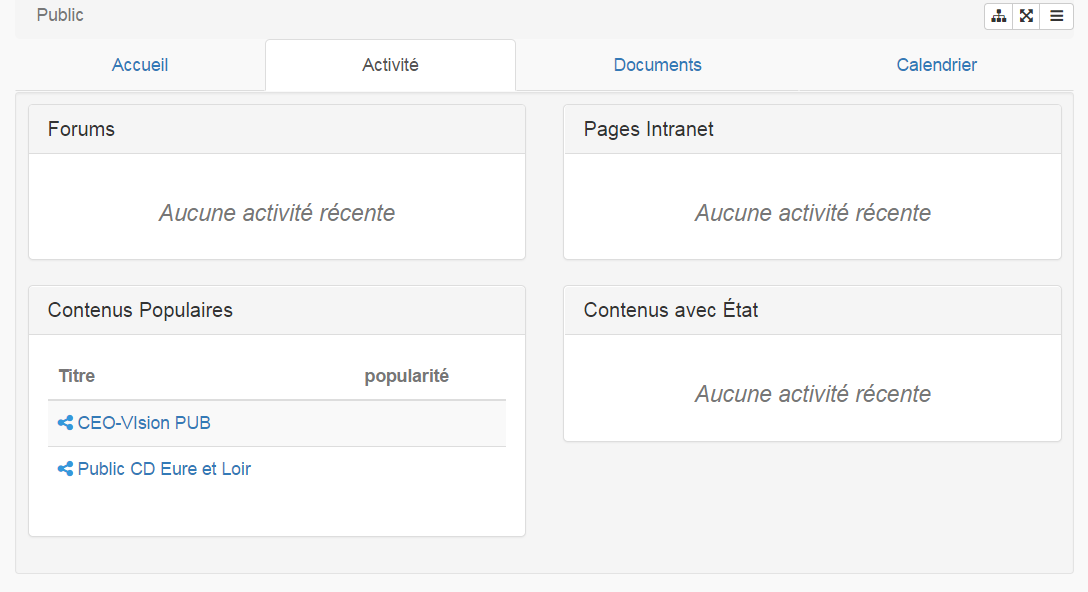 Public
Accueil
Activité
Documents
Calendrier
Forums
Aucune activité récente
Pages Intranet
Aucune activité récente
Contenus Populaires
Titre popularité
CEO-VIsion PUB
Public CD Eure et Loir
Contenus avec État
Aucune activité récente